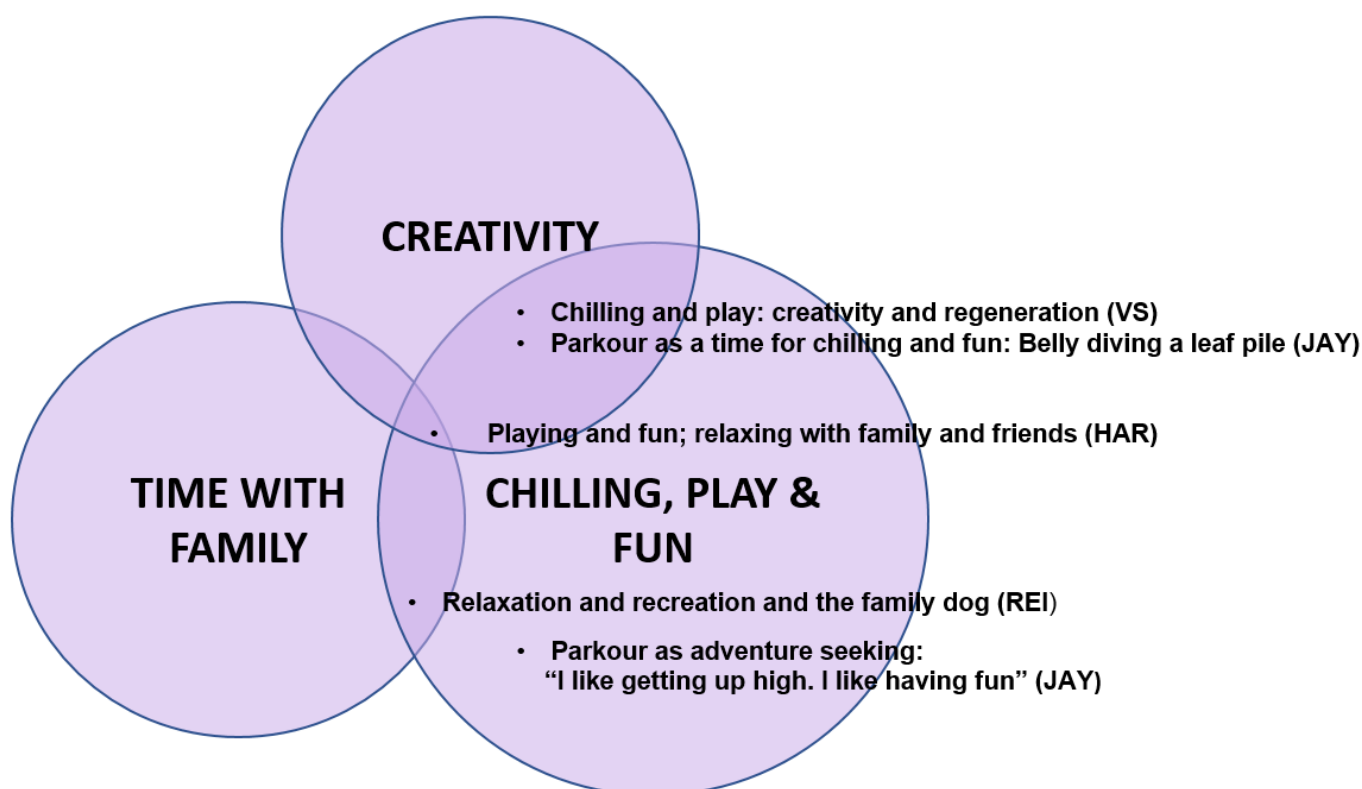 CREATIVITY
• Chilling and play: creativity and regeneration (VS)
• Parkour as a time for chilling and fun: Belly diving a leaf pile (JAY)
• Playing and fun; relaxing with family and friends (HAR)
TIME WITH
FAMILY
CHILLING, PLAY &
FUN
• Relaxation and recreation and the family dog (REI)
• Parkour as adventure seeking:
“I like getting up high. I like having fun” (JAY)